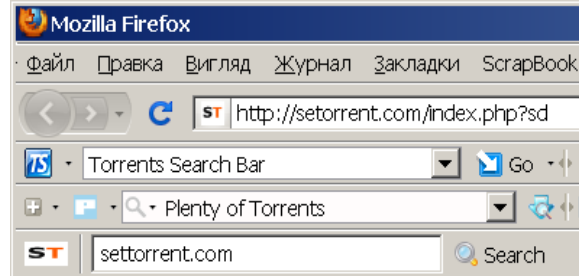 Mozilla Firefox
Файл Правка Вигляд Журнал Закладки ScrapBook
ST http://setorrent.com/index.php?sd
TS Torrents Search Bar Go
Plenty of Torrents
ST settorrent.com Search